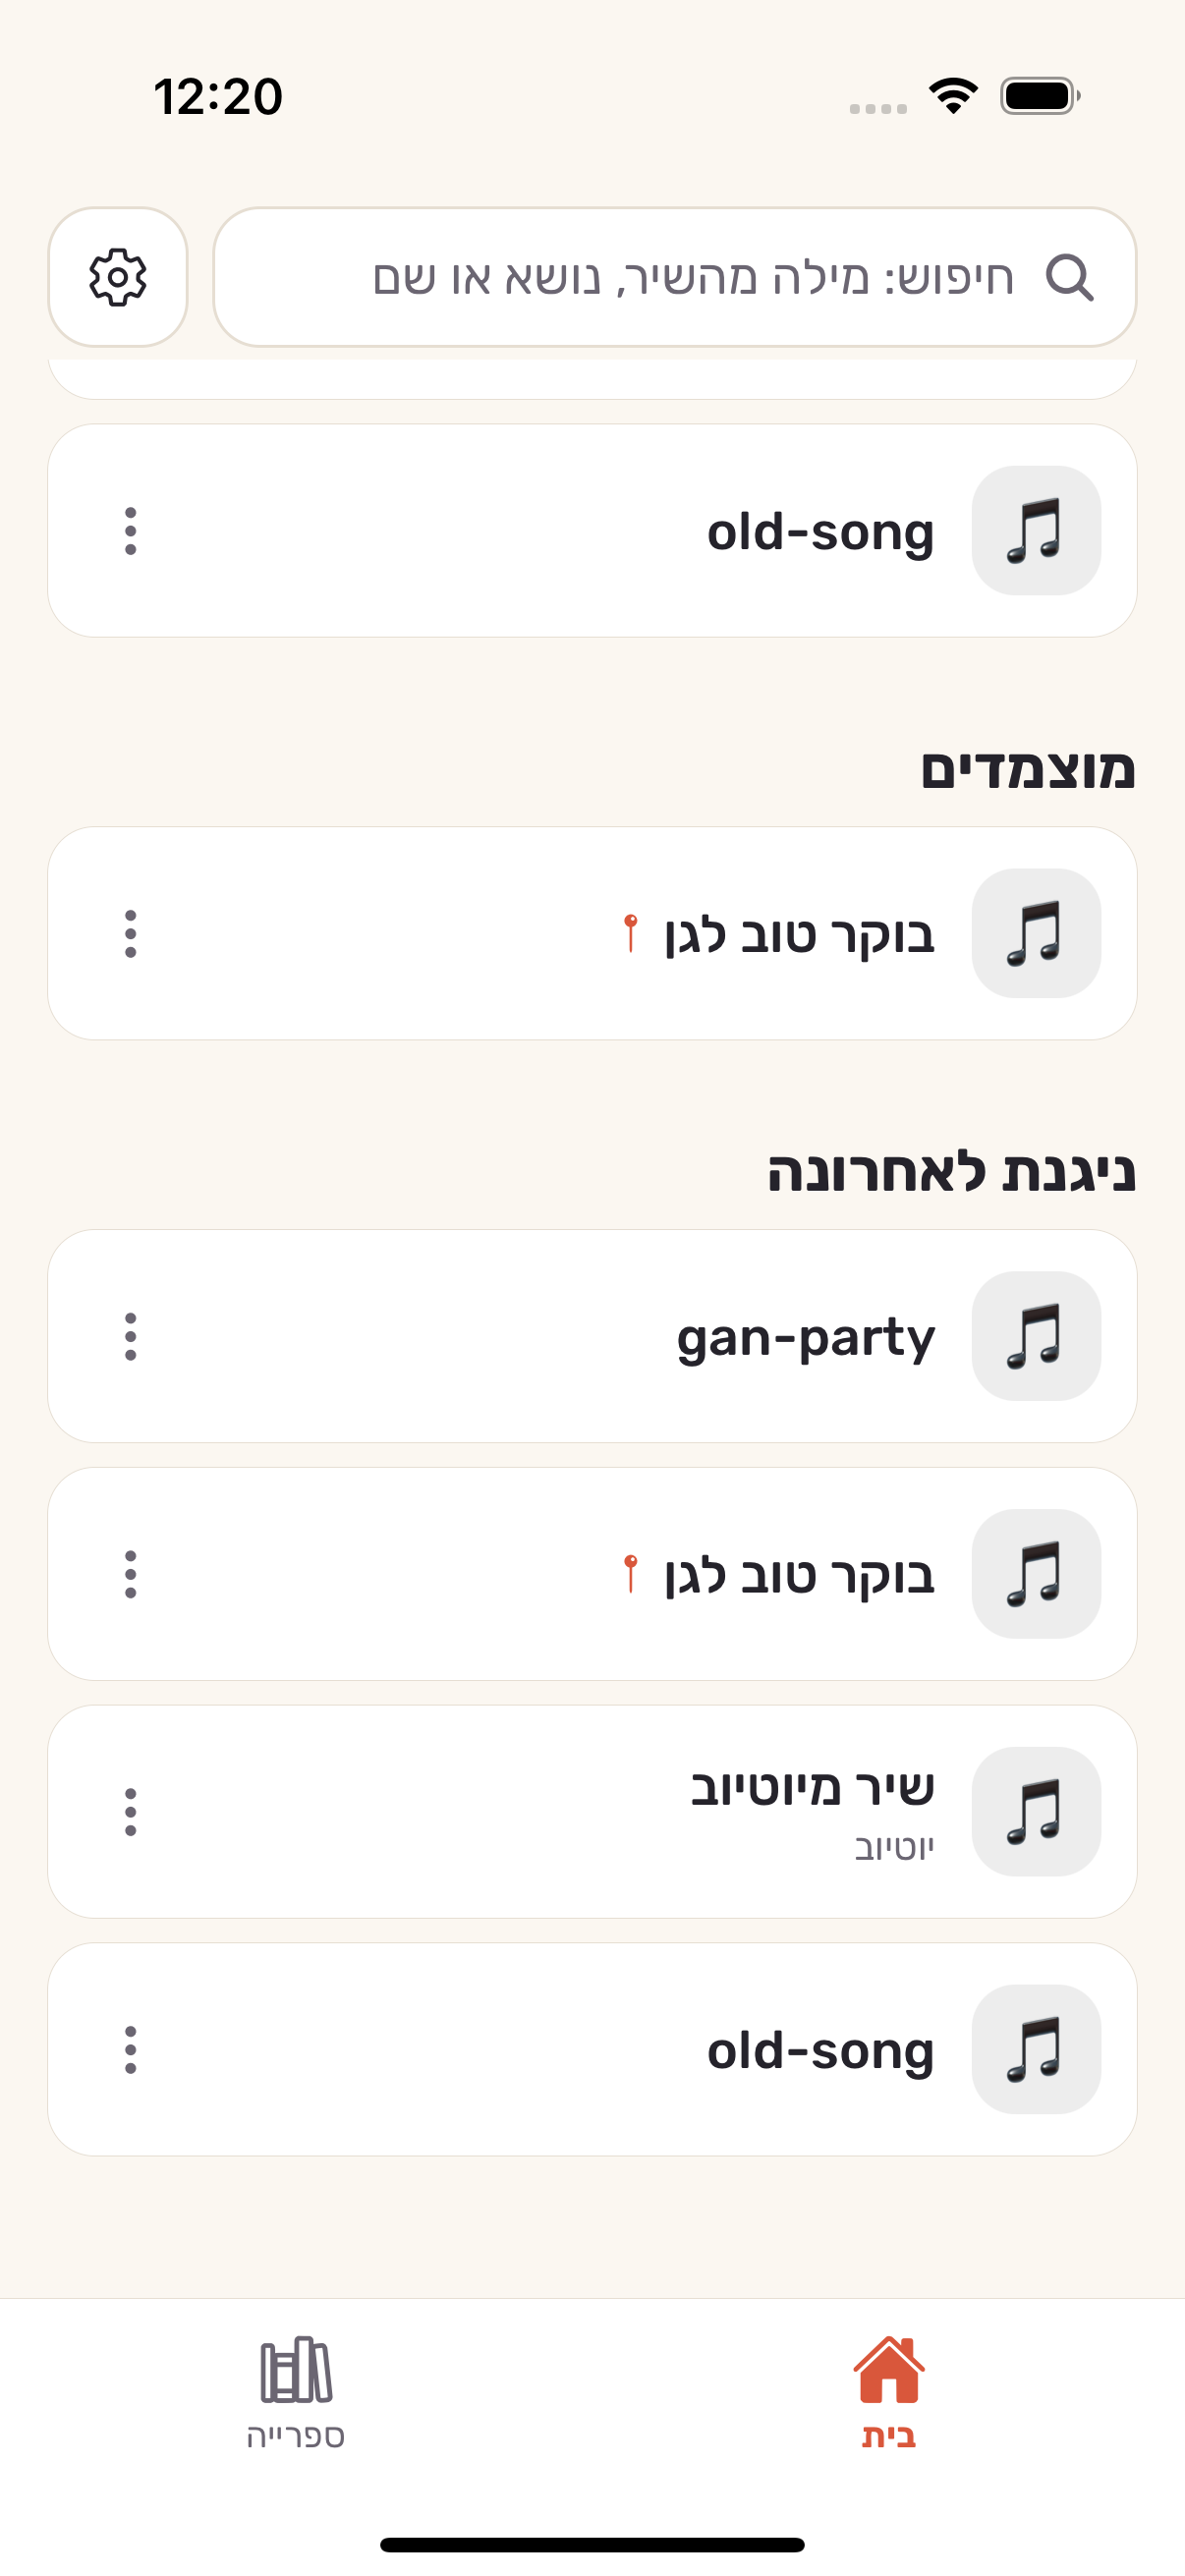 12:20
חיפוש: מילה מהשיר, נושא או שם
old-song
מוצמדים
בוקר טוב לגן
ניגנת לאחרונה
gan-party
בוקר טוב לגן
שיר מיוטיוב
יוטיוב
old-song
בית
ספרייה